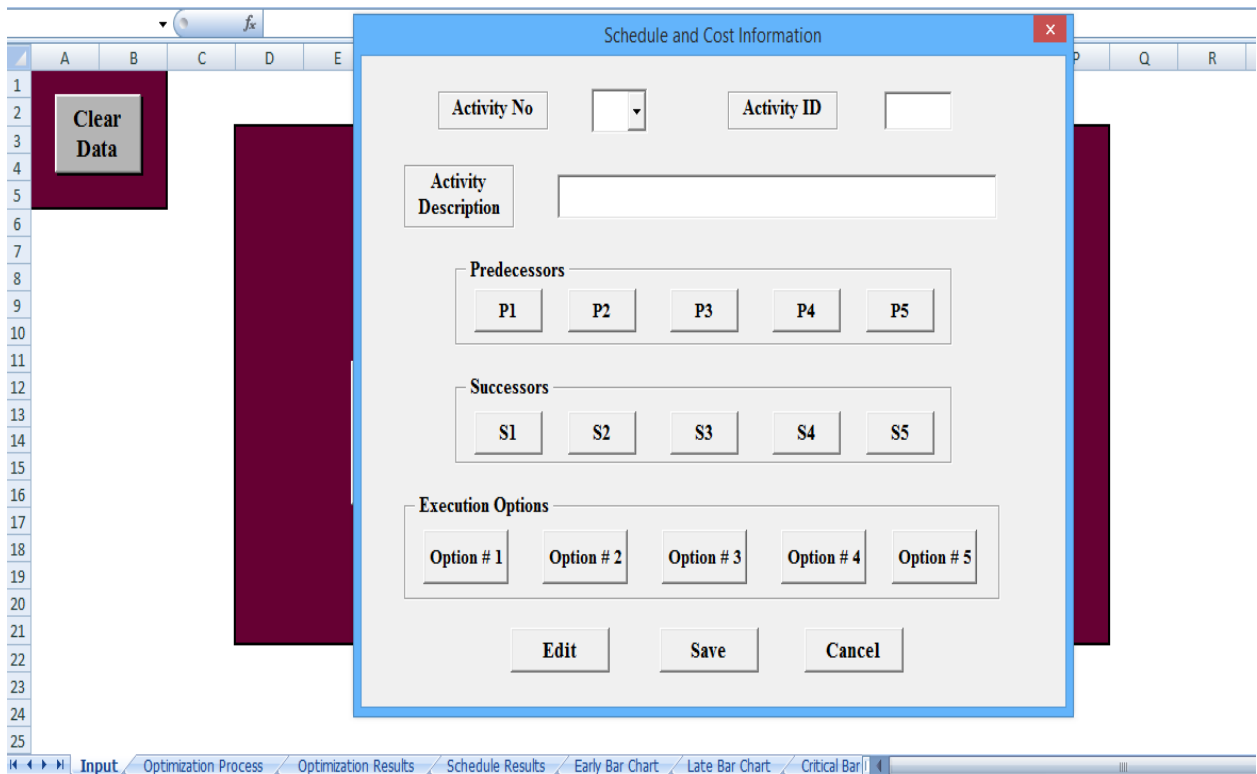 fx
Schedule and Cost Information
x
A B C D E P Q R
1
2
3
4
5
6
7
8
9
10
11
12
13
14
15
16
17
18
19
20
21
22
23
24
25
Clear
Data
Activity No
Activity ID
Activity
Description
Predecessors
P1 P2 P3 P4 P5
Successors
S1 S2 S3 S4 S5
Execution Options
Option # 1 Option # 2 Option # 3 Option # 4 Option # 5
Edit Save Cancel
Input Optimization Process Optimization Results Schedule Results Early Bar Chart Late Bar Chart Critical Bar